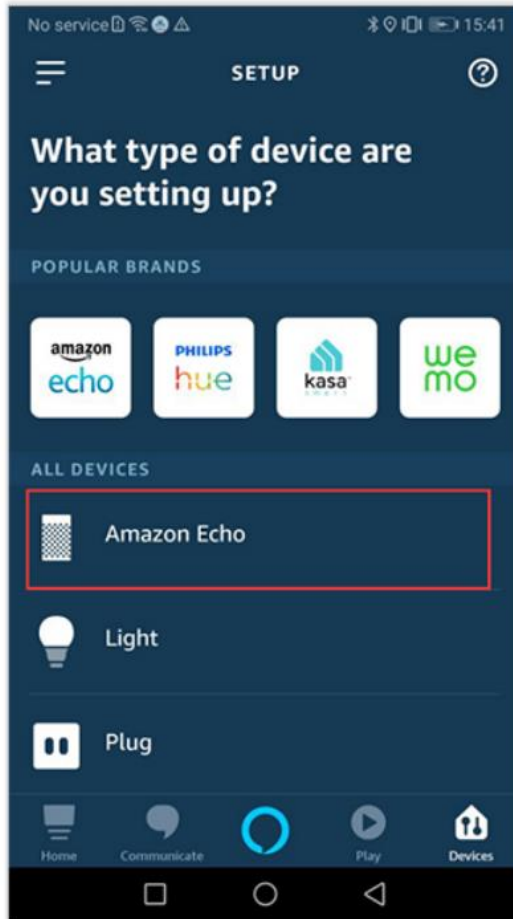 No service 15:41
SETUP
What type of device are
you setting up?
POPULAR BRANDS
amazon
echo
PHILIPS
hue
kasa
smart
we
mo
ALL DEVICES
Amazon Echo
Light
Plug
Home Communicate Play Devices